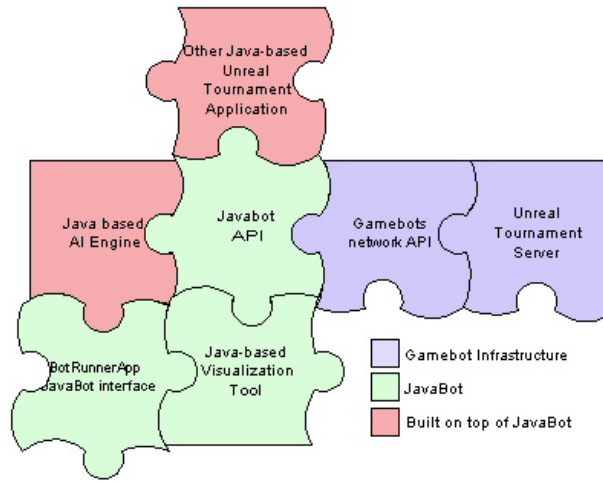 Other Java-based
Unreal
Tournament
Application
Java based
AI Engine
Javabot
API
Gamebots
network API
Unreal
Tournament
Server
BotRunnerApp
JavaBot interface
Java-based
Visualization
Tool
Gamebot Infrastructure
JavaBot
Built on top of JavaBot